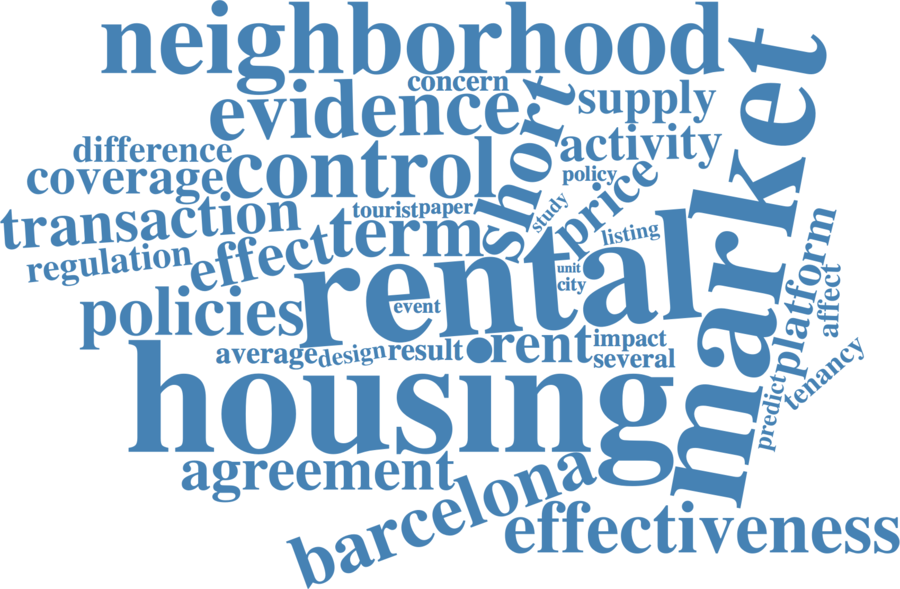 neighborhood
market
concern
evidence
short
supply
difference
control
activity
coverage
policy
price
transaction
tourist
paper
study
term
listing
regulation
effect
rental
unit
city
platform
affect
policies
event
average
design
result
•
rent
impact
several
tenancy
predict
housing
agreement
barcelona
effectiveness